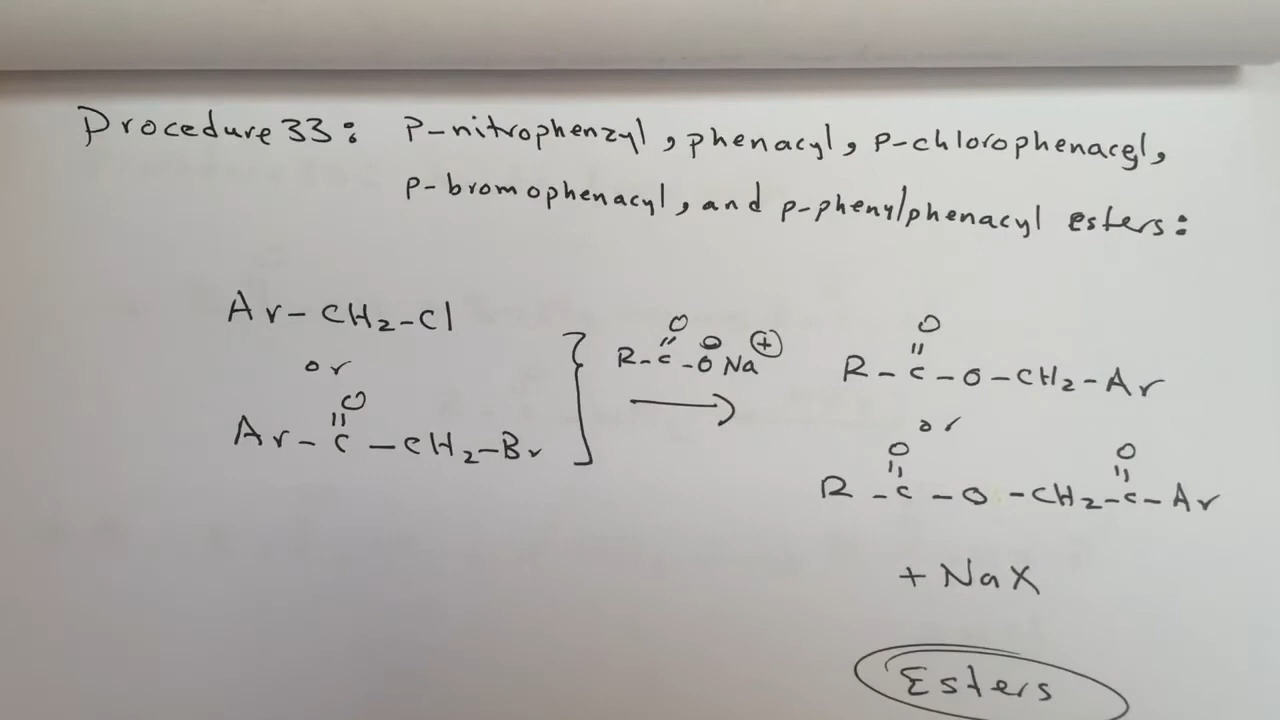 Procedure 33: p-nitrophenzyl, phenacyl, p-chlorophenacyl,
p-bromophenacyl, and p-phenylphenacyl esters:
Ar-CH₂-Cl
or
O
Ar-C-CH₂-Br
O
R-C-O⊖ Na⊕
O
R-C-O-CH₂-Ar
or
O O
R-C-O-CH₂-C-Ar
+ NaX
Esters